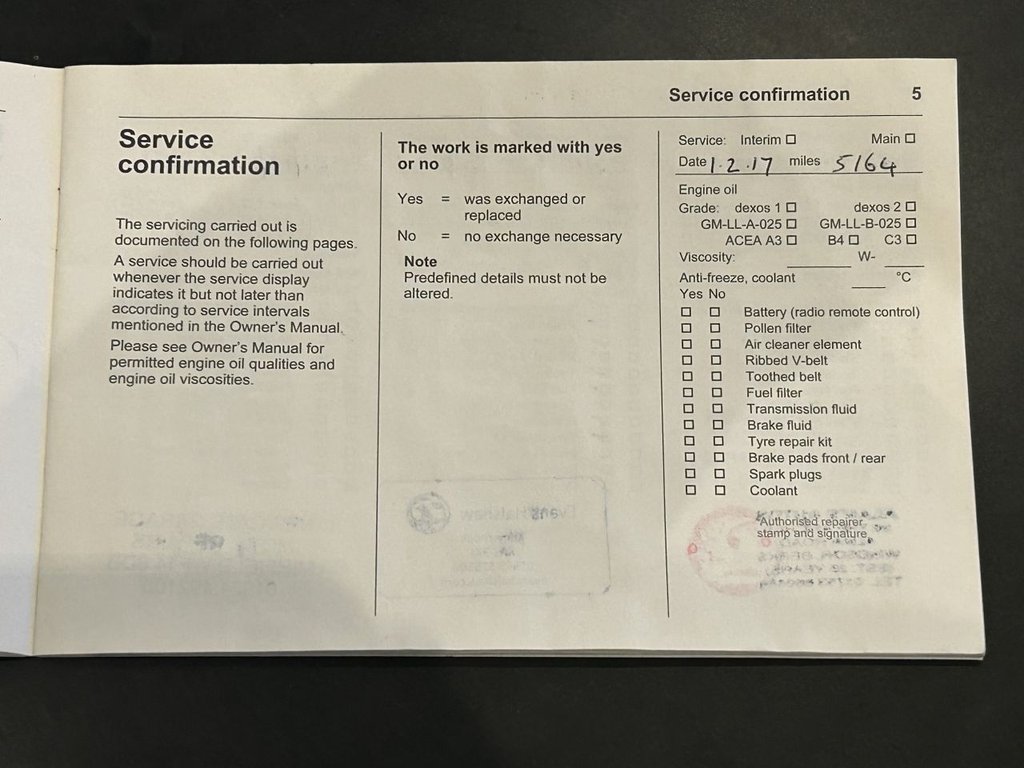 Service confirmation 5
Service
confirmation
The servicing carried out is
documented on the following pages.
A service should be carried out
whenever the service display
indicates it but not later than
according to service intervals
mentioned in the Owner's Manual.
Please see Owner's Manual for
permitted engine oil qualities and
engine oil viscosities.
The work is marked with yes
or no
Yes = was exchanged or
replaced
No = no exchange necessary
Note
Predefined details must not be
altered.
Service: Interim ☐ Main ☐
Date 1.2.17 miles 5164
Engine oil
Grade: dexos 1 ☐ dexos 2 ☐
GM-LL-A-025 ☐ GM-LL-B-025 ☐
ACEA A3 ☐ B4 ☐ C3 ☐
Viscosity: ____ W- ____
Anti-freeze, coolant ____ °C
Yes No
☐ ☐ Battery (radio remote control)
☐ ☐ Pollen filter
☐ ☐ Air cleaner element
☐ ☐ Ribbed V-belt
☐ ☐ Toothed belt
☐ ☐ Fuel filter
☐ ☐ Transmission fluid
☐ ☐ Brake fluid
☐ ☐ Tyre repair kit
☐ ☐ Brake pads front / rear
☐ ☐ Spark plugs
☐ ☐ Coolant
Authorised repairer
stamp and signature